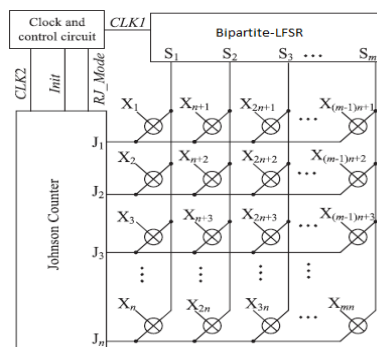 Clock and
control circuit
CLK1
Bipartite-LFSR
CLK2
Init
RJ_Mode
S1 S2 S3 ... Sm
Johnson Counter
X1 Xn+1 X2n+1 ... X(m-1)n+1
J1
X2 Xn+2 X2n+2 ... X(m-1)n+2
J2
X3 Xn+3 X2n+3 ... X(m-1)n+3
J3
Xn X2n X3n ... Xmn
Jn